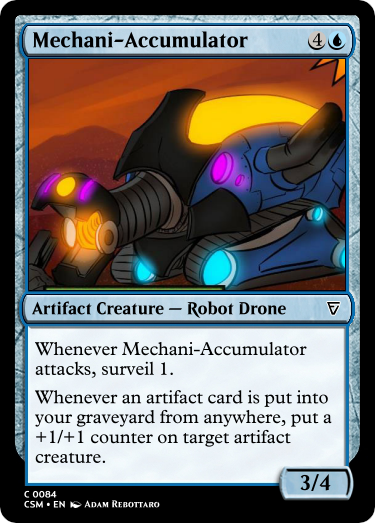 Mechani-Accumulator 4
Artifact Creature — Robot Drone
Whenever Mechani-Accumulator
attacks, surveil 1.
Whenever an artifact card is put into
your graveyard from anywhere, put a
+1/+1 counter on target artifact
creature.
3/4
C 0084
CSM • EN Adam Rebottaro